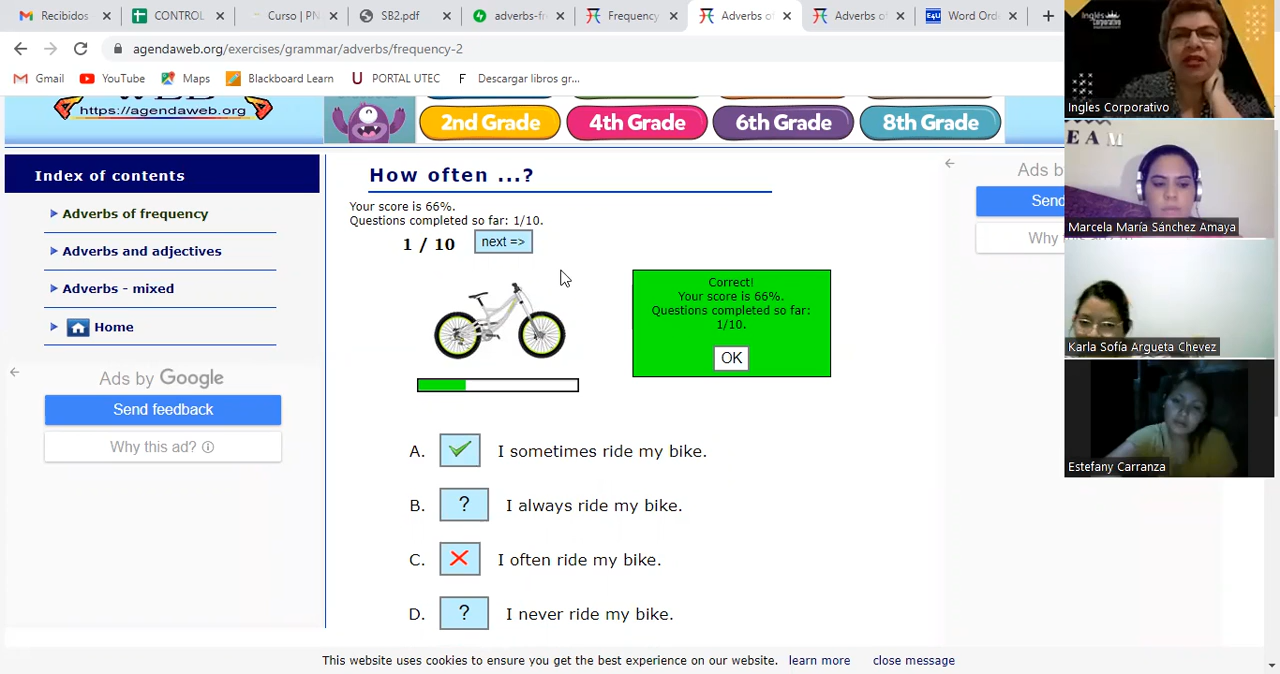 Recibidos
CONTROL
Curso | PN
SB2.pdf
adverbs-fr
Frequency
Adverbs o
Adverbs of
Word Orde
agendaweb.org/exercises/grammar/adverbs/frequency-2
Gmail
YouTube
Maps
Blackboard Learn
PORTAL UTEC
Descargar libros gr...
https://agendaweb.org
2nd Grade
4th Grade
6th Grade
8th Grade
Index of contents
Adverbs of frequency
Adverbs and adjectives
Adverbs - mixed
Home
Ads by Google
Send feedback
Why this ad?
How often ...?
Your score is 66%.
Questions completed so far: 1/10.
1 / 10
next =>
Correct!
Your score is 66%.
Questions completed so far:
1/10.
OK
A. I sometimes ride my bike.
B. ? I always ride my bike.
C. I often ride my bike.
D. ? I never ride my bike.
Ads b
Send
Why
This website uses cookies to ensure you get the best experience on our website. learn more close message
Inglés
Corporativo
Ingles Corporativo
E A M
Marcela María Sánchez Amaya
Karla Sofía Argueta Chevez
Estefany Carranza